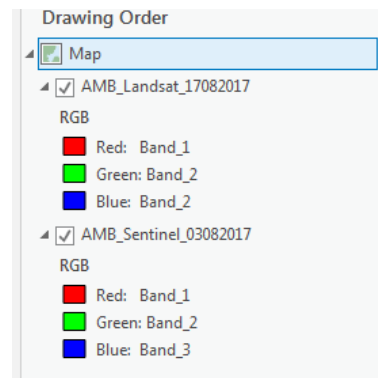 Drawing Order
Map
AMB_Landsat_17082017
RGB
Red: Band_1
Green: Band_2
Blue: Band_2
AMB_Sentinel_03082017
RGB
Red: Band_1
Green: Band_2
Blue: Band_3